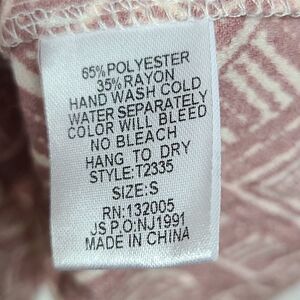 65%POLYESTER
35%RAYON
HAND WASH COLD
WATER SEPARATELY
COLOR WILL BLEED
NO BLEACH
HANG TO DRY
STYLE:T2335
SIZE:S
RN:132005
JS P.O:NJ1991
MADE IN CHINA